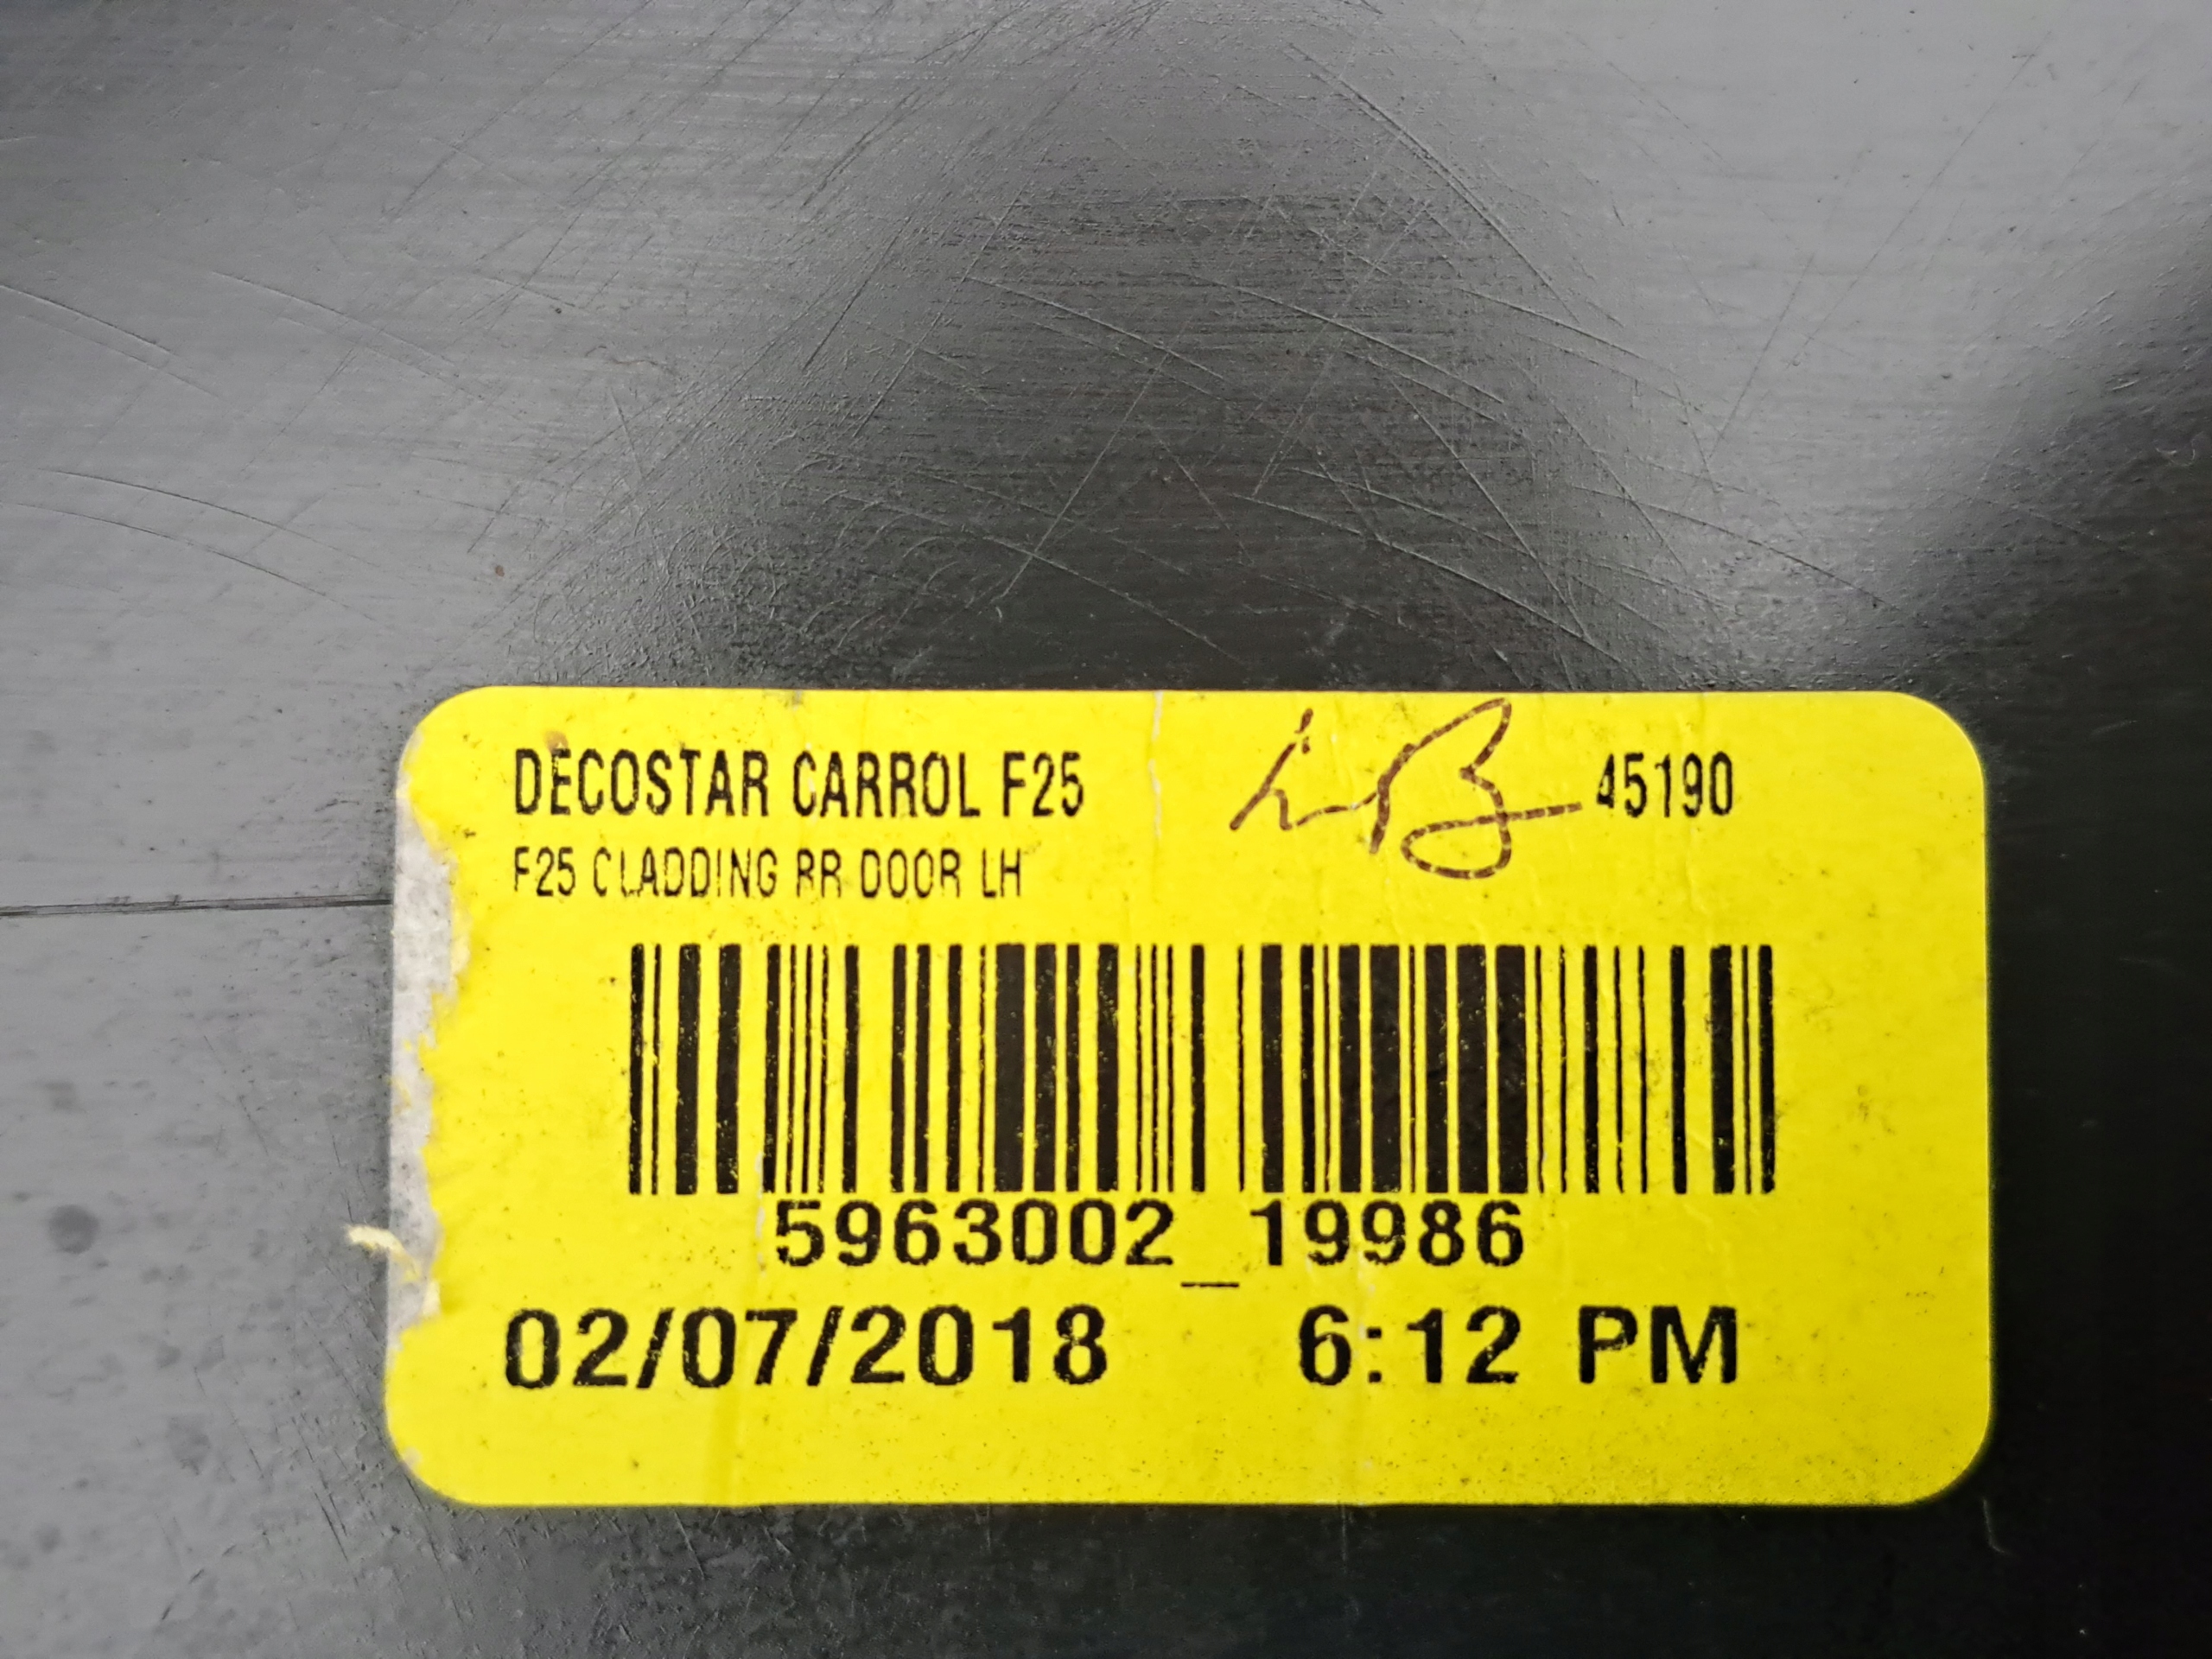 DECOSTAR CARROL F25 45190
F25 CLADDING RR DOOR LH
5963002_19986
02/07/2018 6:12 PM